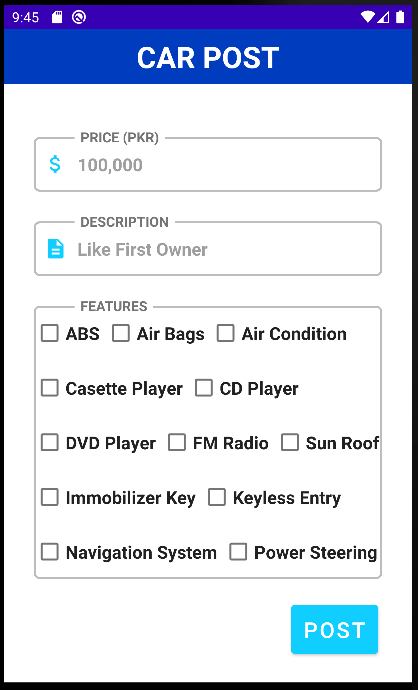 9:45
CAR POST
PRICE (PKR)
$ 100,000
DESCRIPTION
Like First Owner
FEATURES
ABS Air Bags Air Condition
Casette Player CD Player
DVD Player FM Radio Sun Roof
Immobilizer Key Keyless Entry
Navigation System Power Steering
POST